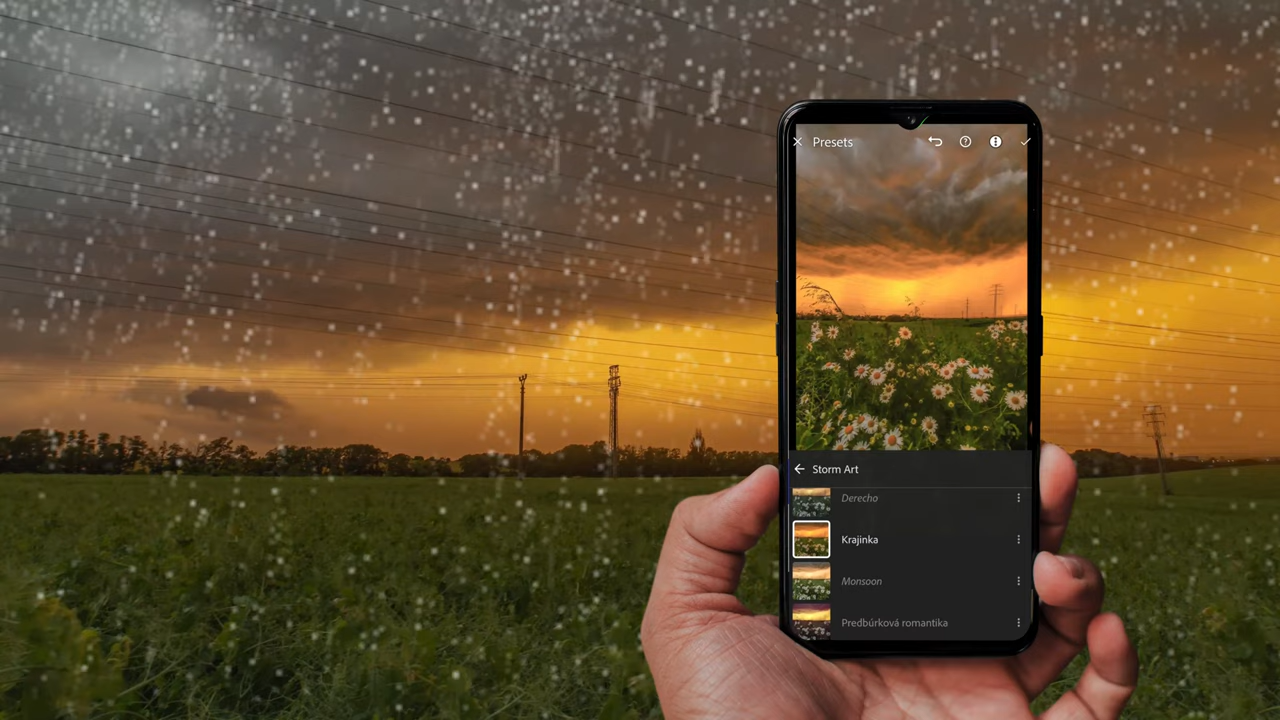 Presets
Storm Art
Derecho
Krajinka
Monsoon
Predbúrková romantika